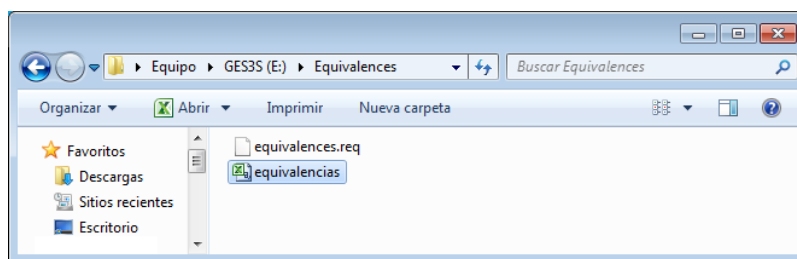 Equipo ▸ GES3S (E:) ▸ Equivalences
Buscar Equivalences
Organizar Abrir Imprimir Nueva carpeta
Favoritos
Descargas
Sitios recientes
Escritorio
equivalences.req
equivalencias